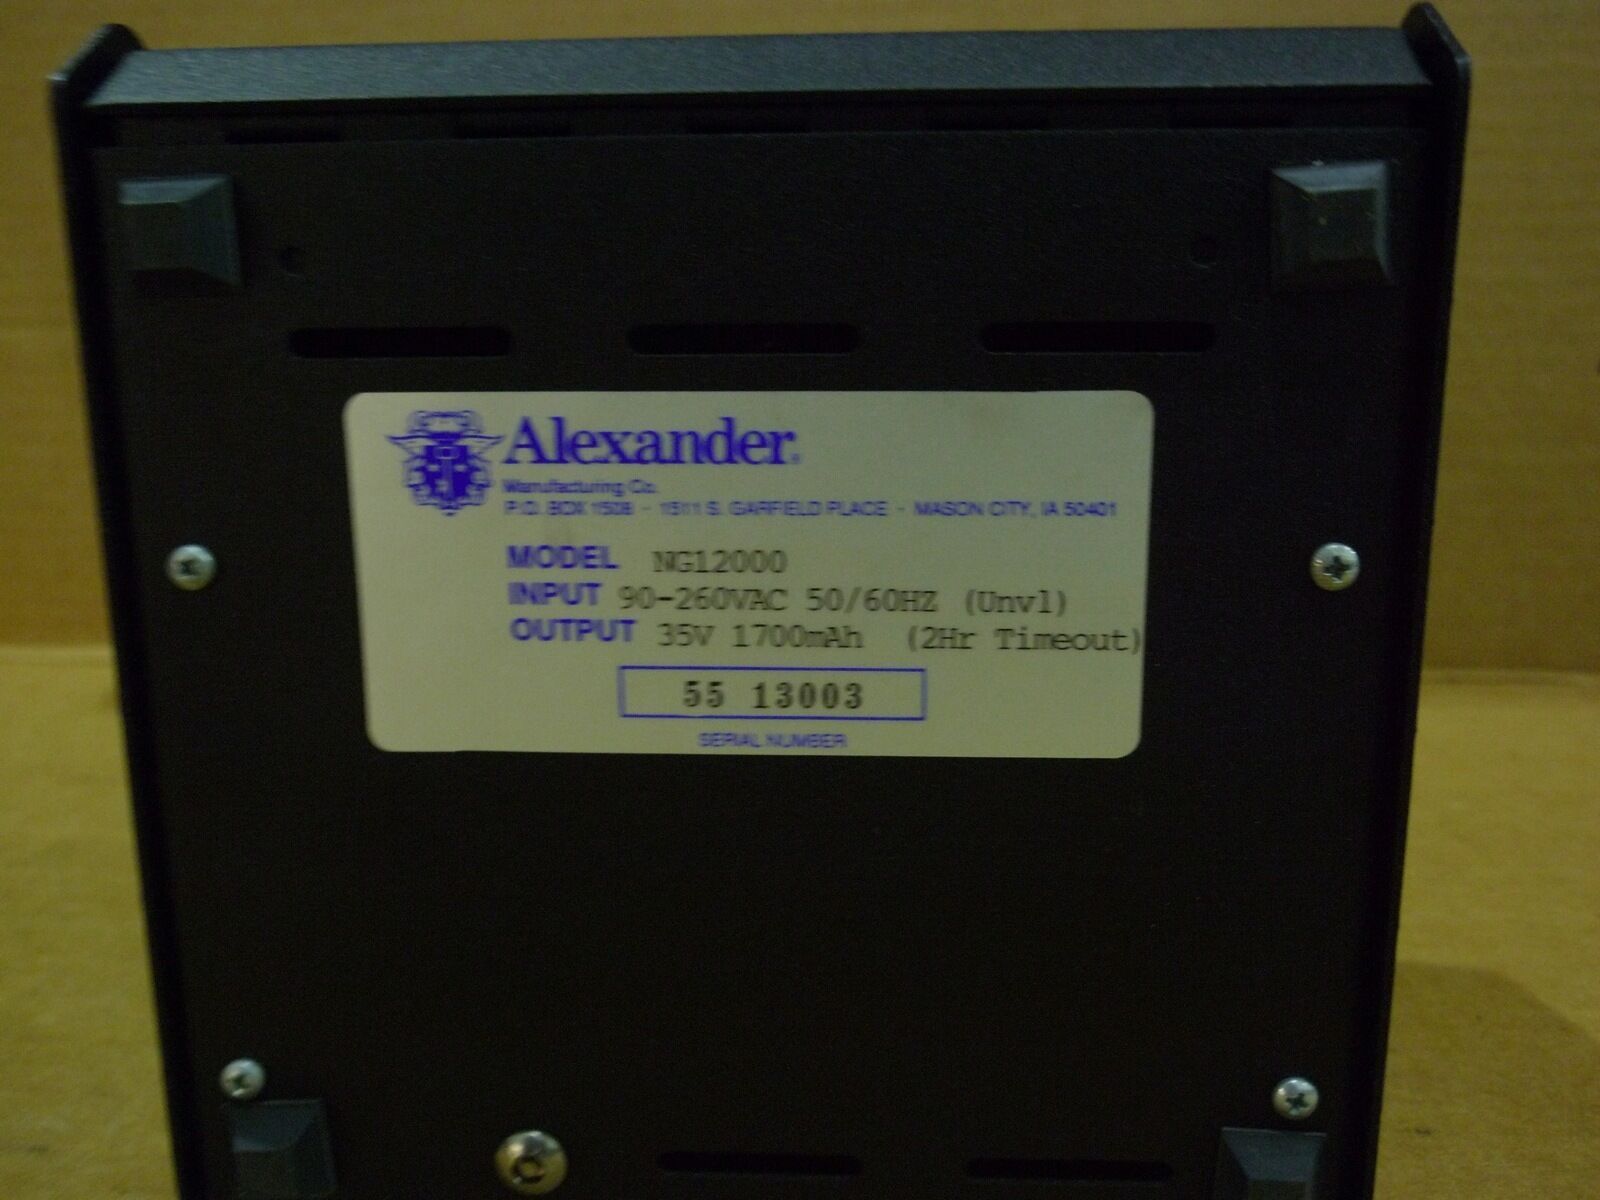 Alexander®
Manufacturing Co.
P.O. BOX 1508 - 1511 S. GARFIELD PLACE - MASON CITY, IA 50401
MODEL NG12000
INPUT 90-260VAC 50/60HZ (Unvl)
OUTPUT 35V 1700mAh (2Hr Timeout)
55 13003
SERIAL NUMBER